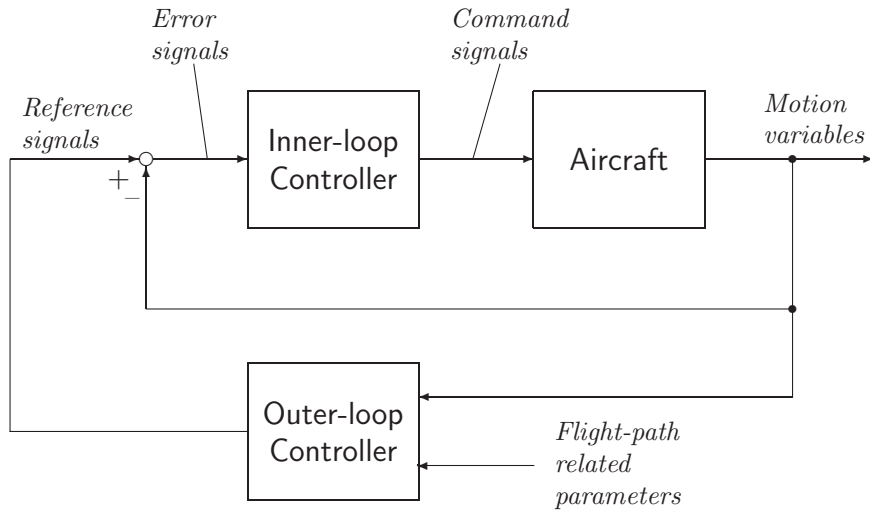 Error
signals
Command
signals
Reference
signals
Motion
variables
Inner-loop
Controller
Aircraft
+
−
Outer-loop
Controller
Flight-path
related
parameters